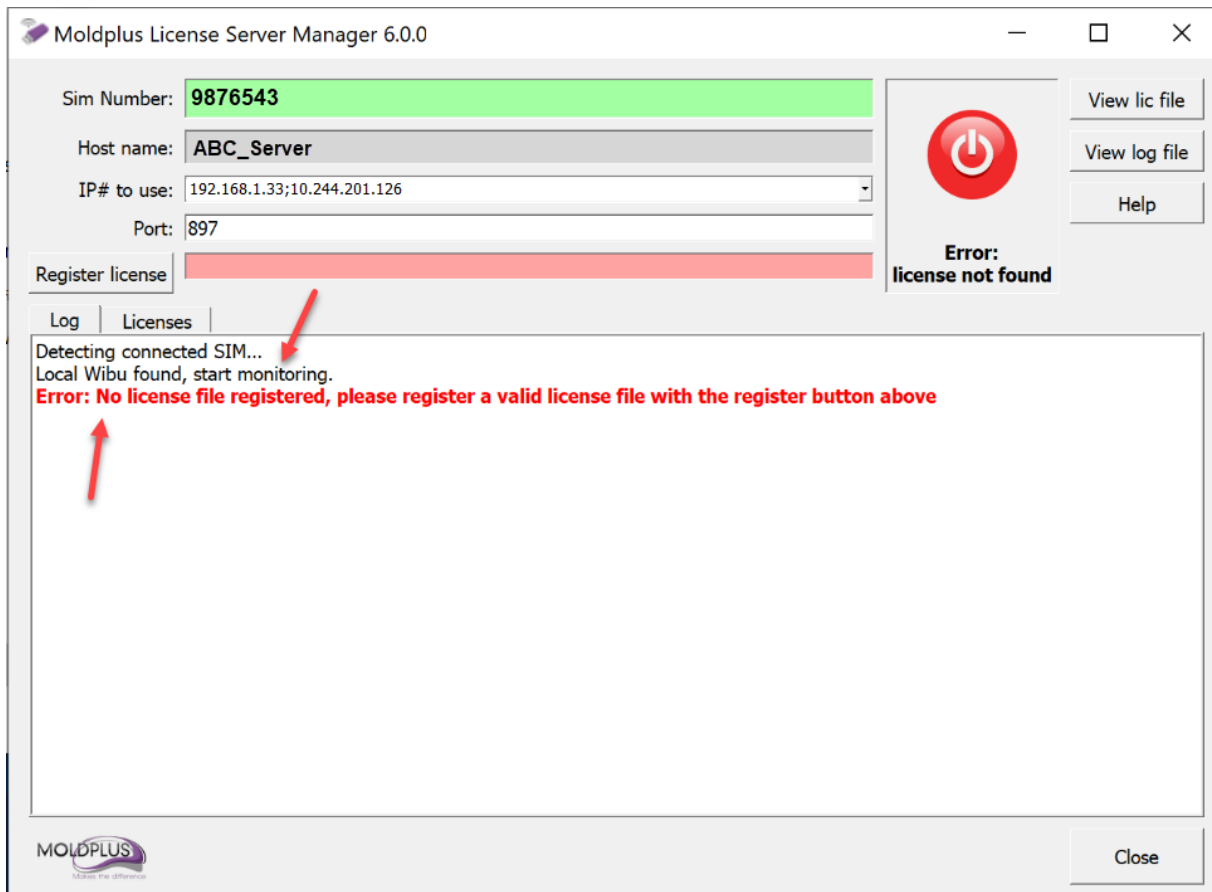 Moldplus License Server Manager 6.0.0
Sim Number: 9876543
View lic file
Host name: ABC_Server
View log file
IP# to use: 192.168.1.33;10.244.201.126
Help
Port: 897
Error:
license not found
Register license
Log Licenses
Detecting connected SIM...
Local Wibu found, start monitoring.
Error: No license file registered, please register a valid license file with the register button above
MOLDPLUS
Makes the difference
Close